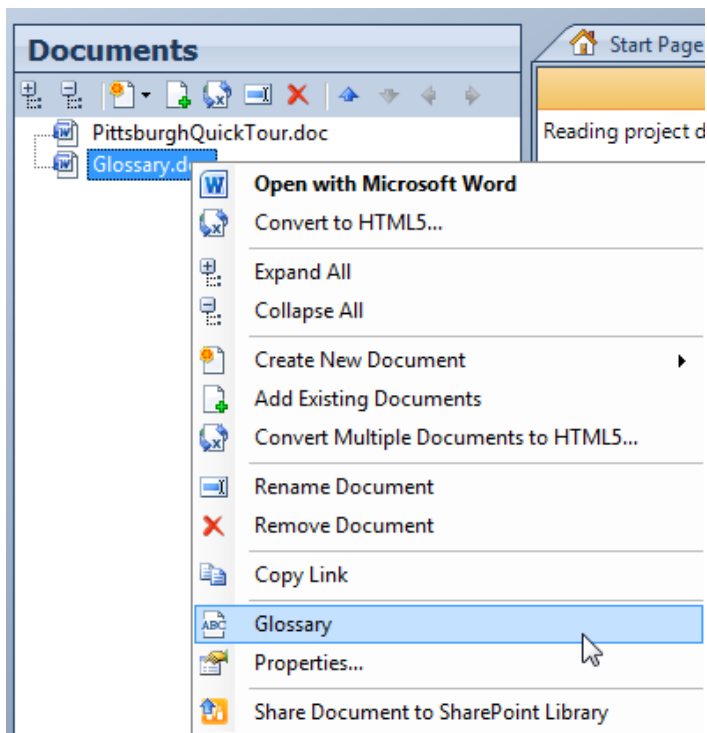 Documents
Start Page
PittsburghQuickTour.doc
Reading project d
Glossary.d
Open with Microsoft Word
Convert to HTML5...
Expand All
Collapse All
Create New Document
Add Existing Documents
Convert Multiple Documents to HTML5...
Rename Document
Remove Document
Copy Link
ABC Glossary
Properties...
Share Document to SharePoint Library